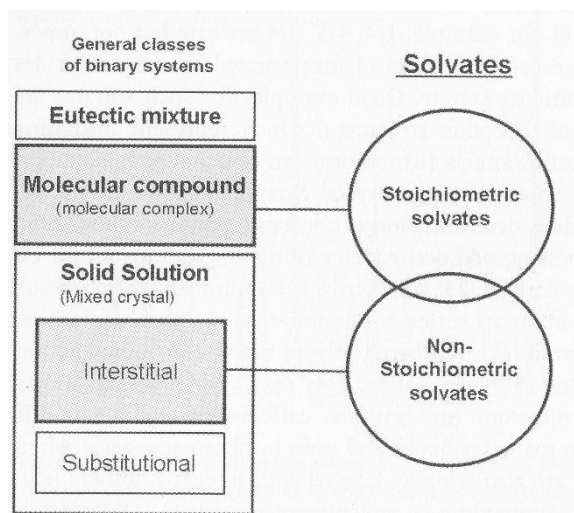 General classes
of binary systems
Solvates
Eutectic mixture
Molecular compound
(molecular complex)
Stoichiometric
solvates
Solid Solution
(Mixed crystal)
Interstitial
Non-
Stoichiometric
solvates
Substitutional